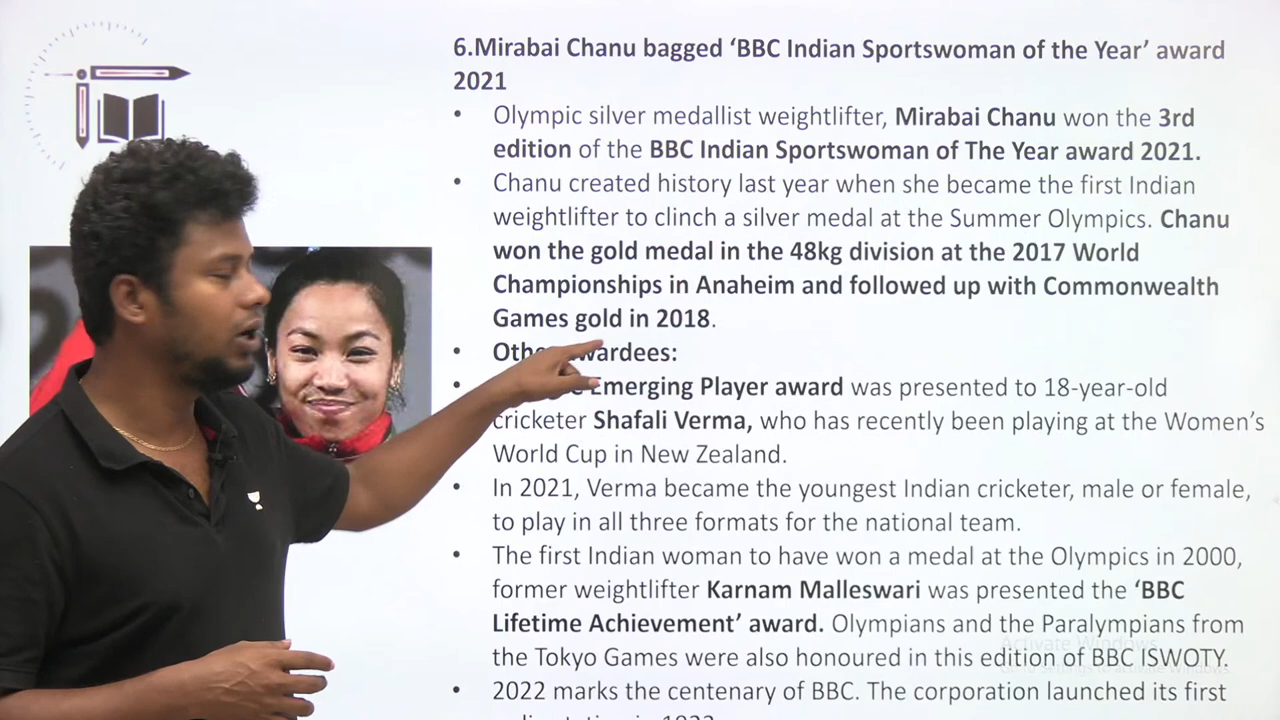 6.Mirabai Chanu bagged ‘BBC Indian Sportswoman of the Year’ award
2021
• Olympic silver medallist weightlifter, Mirabai Chanu won the 3rd
edition of the BBC Indian Sportswoman of The Year award 2021.
• Chanu created history last year when she became the first Indian
weightlifter to clinch a silver medal at the Summer Olympics. Chanu
won the gold medal in the 48kg division at the 2017 World
Championships in Anaheim and followed up with Commonwealth
Games gold in 2018.
• Other awardees:
• Emerging Player award was presented to 18-year-old
cricketer Shafali Verma, who has recently been playing at the Women’s
World Cup in New Zealand.
• In 2021, Verma became the youngest Indian cricketer, male or female,
to play in all three formats for the national team.
• The first Indian woman to have won a medal at the Olympics in 2000,
former weightlifter Karnam Malleswari was presented the ‘BBC
Lifetime Achievement’ award. Olympians and the Paralympians from
Activate Windows
the Tokyo Games were also honoured in this edition of BBC ISWOTY.
• 2022 marks the centenary of BBC. The corporation launched its first